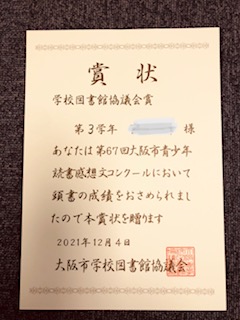 賞状
学校図書館協議会賞
第3学年 様
あなたは第67回大阪市青少年
読書感想文コンクールにおいて
頭書の成績をおさめられまし
たので本賞状を贈ります
2021年12月4日
大阪市学校図書館協議会